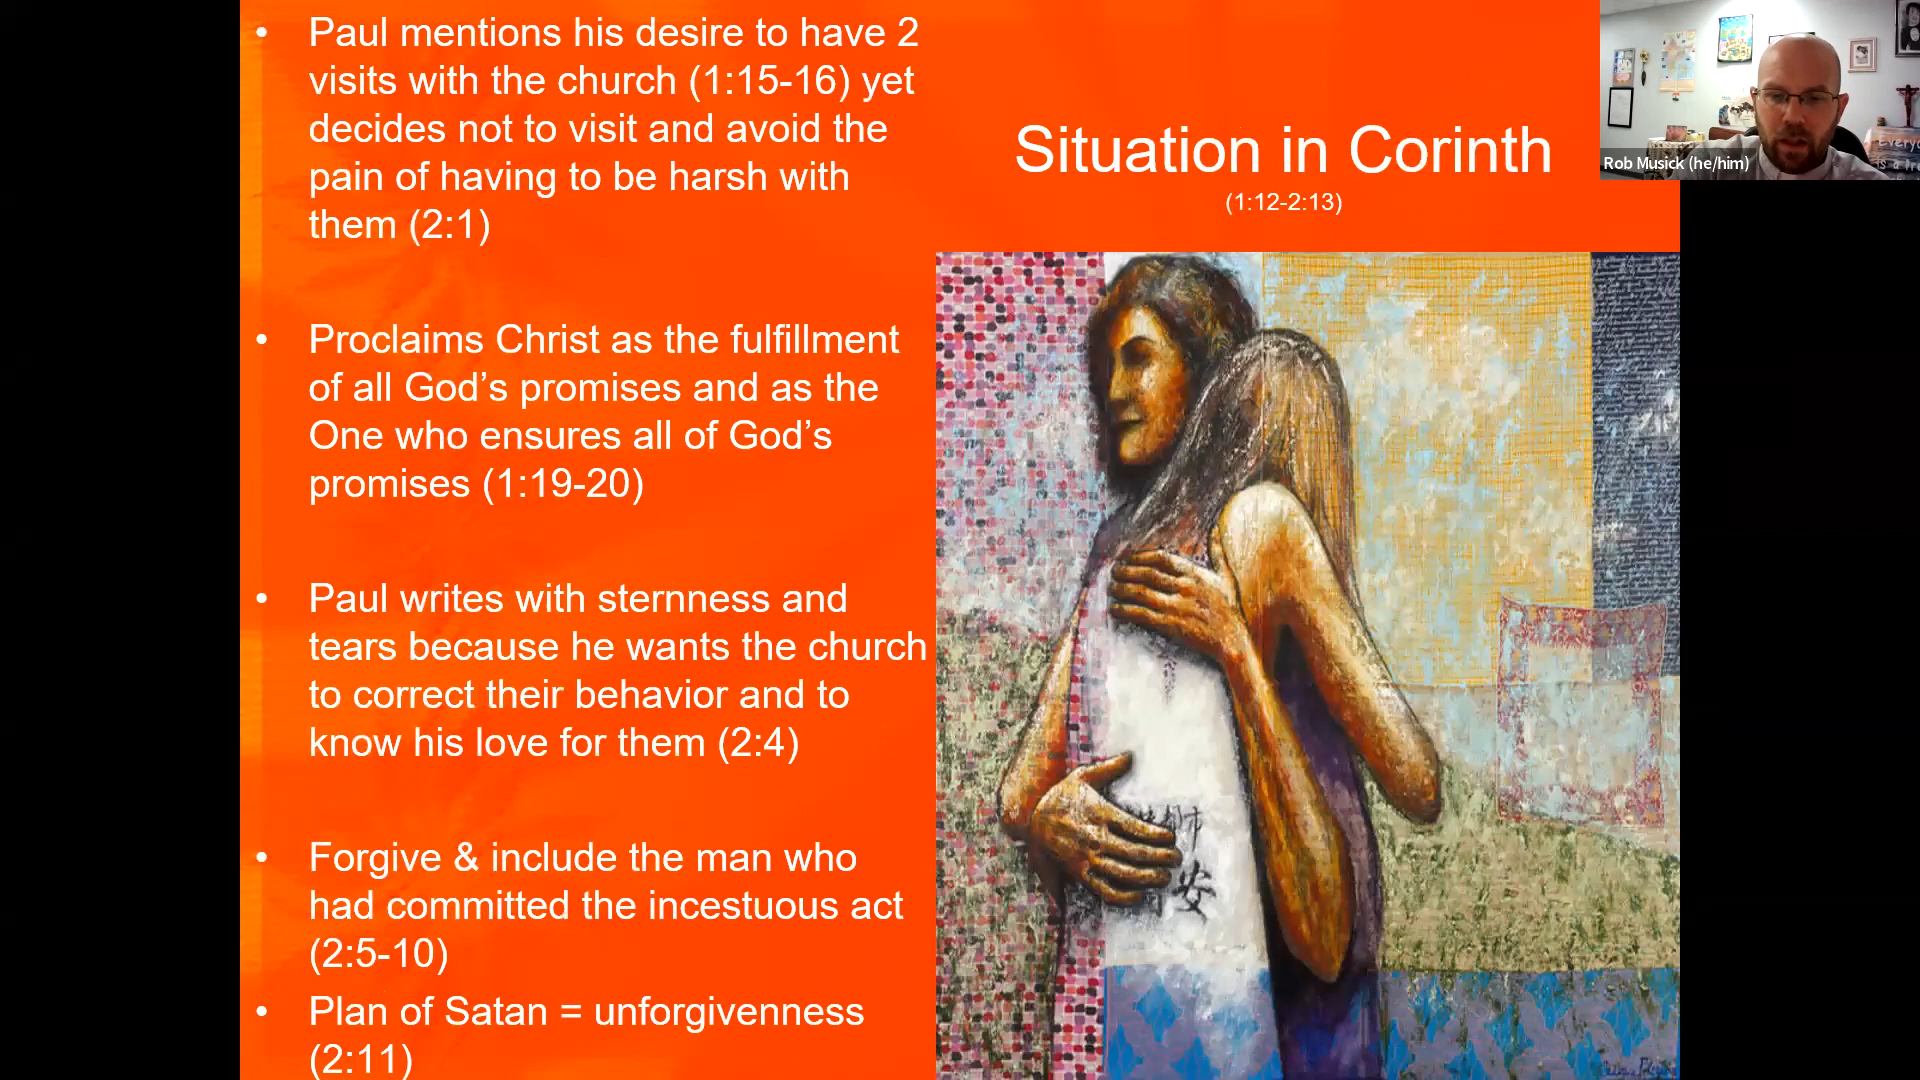 • Paul mentions his desire to have 2
visits with the church (1:15-16) yet
decides not to visit and avoid the
pain of having to be harsh with
them (2:1)
• Proclaims Christ as the fulfillment
of all God’s promises and as the
One who ensures all of God’s
promises (1:19-20)
• Paul writes with sternness and
tears because he wants the church
to correct their behavior and to
know his love for them (2:4)
• Forgive & include the man who
had committed the incestuous act
(2:5-10)
• Plan of Satan = unforgivenness
(2:11)
Situation in Corinth
(1:12-2:13)
市
安
Rob Musick (he/him)